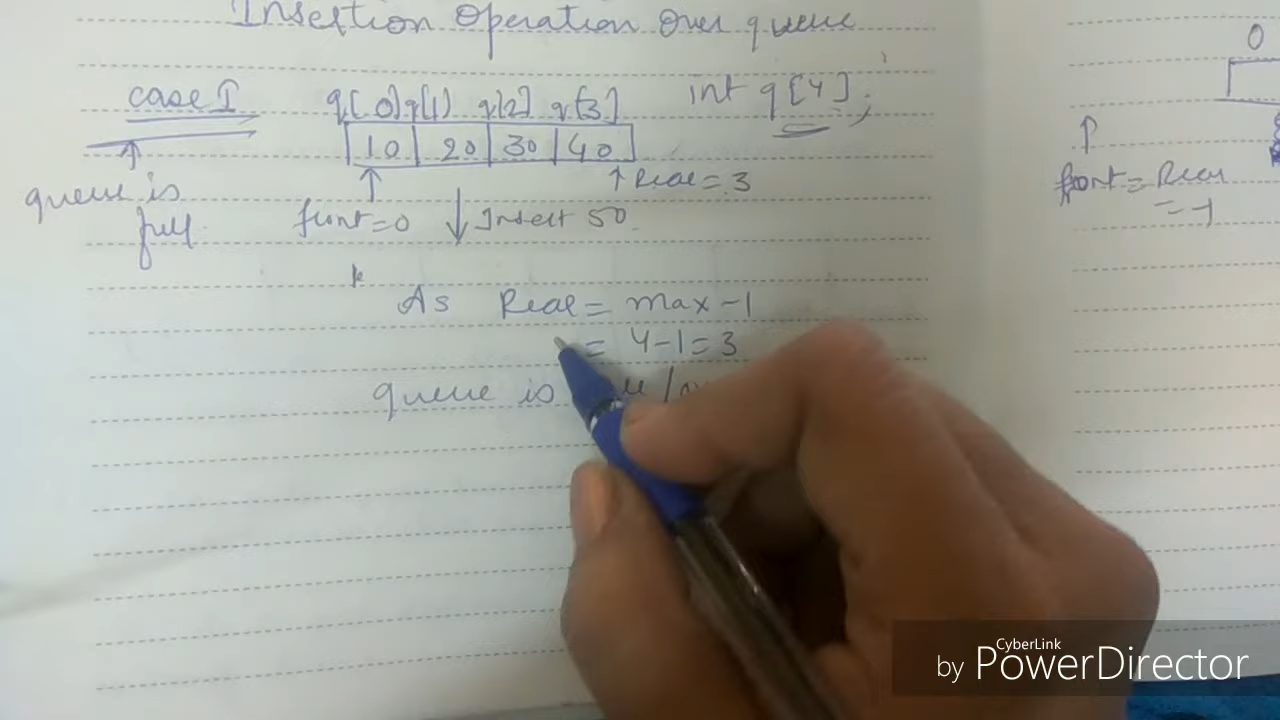 Insertion Operation Over queue
case I q[0] q[1] q[2] q[3] int q[4];
10 20 30 40
queue is full
front=0 Rear=3
Insert 50
As Rear = max-1
= 4-1=3
queue is
0
front = Rear
= -1
CyberLink
by PowerDirector